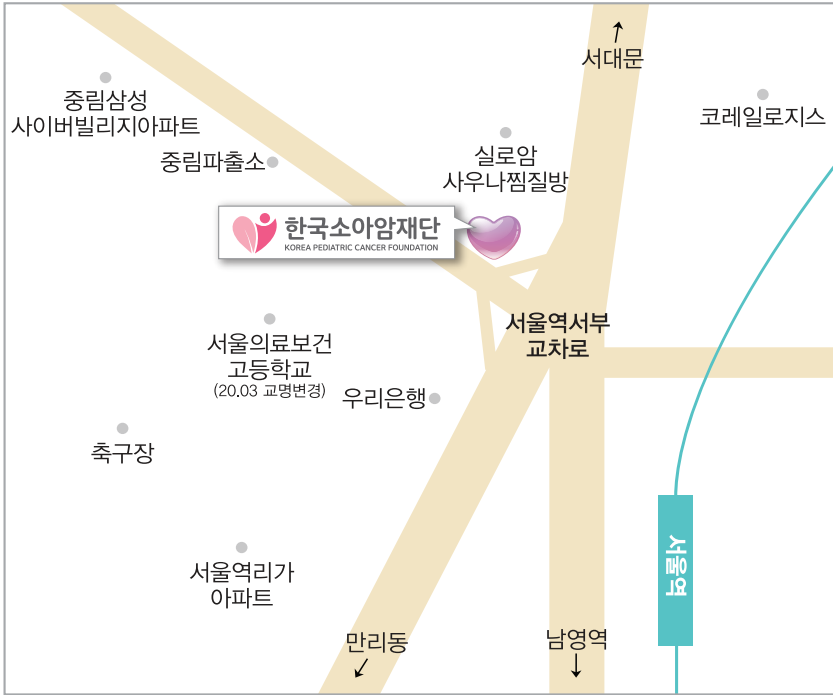 ↑
서대문
중림삼성
사이버빌리지아파트
코레일로지스
중림파출소
실로암
사우나찜질방
한국소아암재단
KOREA PEDIATRIC CANCER FOUNDATION
서울역서부
교차로
서울의료보건
고등학교
(20.03 교명변경)
우리은행
축구장
서울역
서울역리가
아파트
만리동
↙
남영역
↓